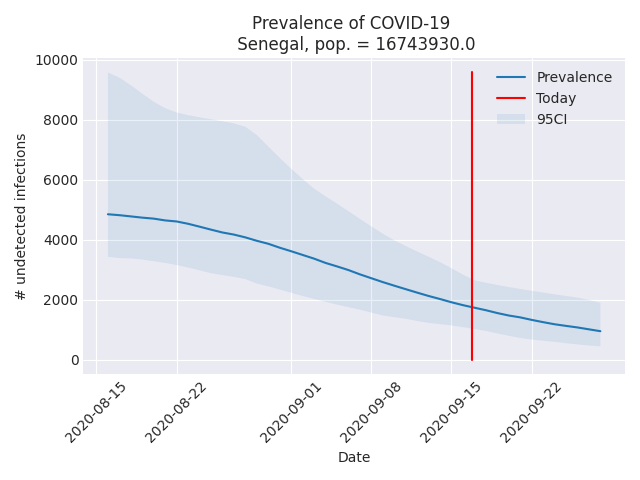 Prevalence of COVID-19
Senegal, pop. = 16743930.0
Prevalence
Today
95CI
# undetected infections
10000
8000
6000
4000
2000
0
2020-08-15
2020-08-22
2020-09-01
2020-09-08
2020-09-15
2020-09-22
Date